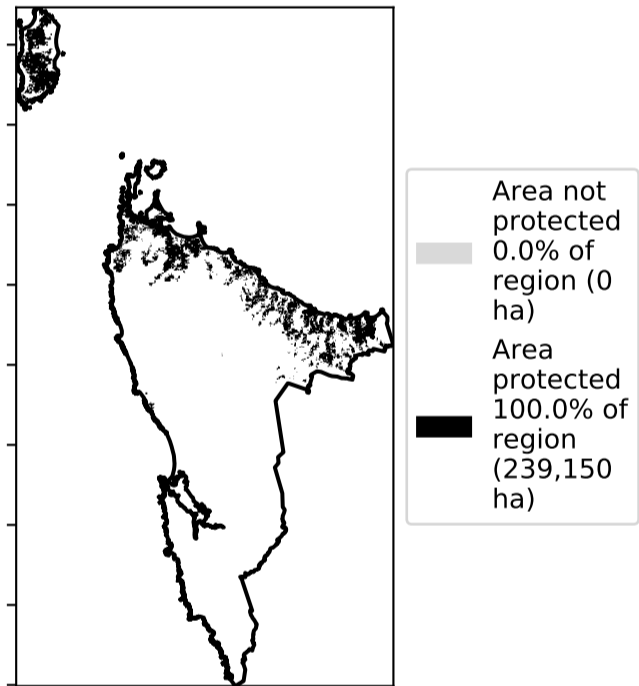 Area not
protected
0.0% of
region (0
ha)
Area
protected
100.0% of
region
(239,150
ha)